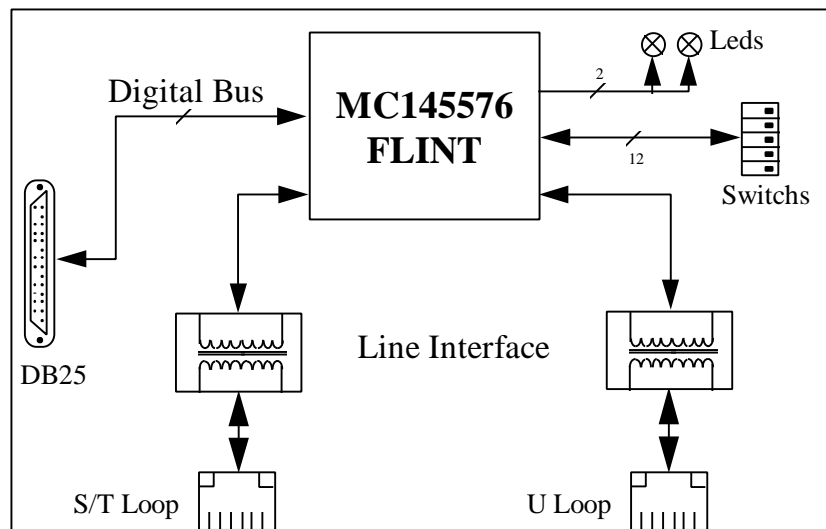 Leds
MC145576
FLINT
2
Digital Bus
12
Switchs
Line Interface
DB25
S/T Loop
U Loop